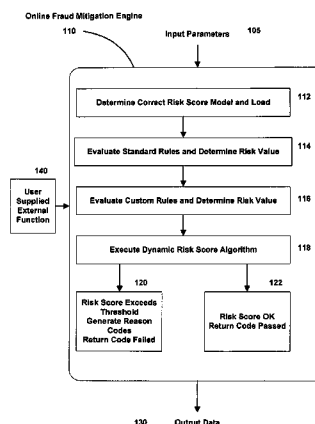 Online Fraud Mitigation Engine
110
Input Parameters 105
112
Determine Correct Risk Score Model and Load
114
Evaluate Standard Rules and Determine Risk Value
140
User
Supplied
External
Function
116
Evaluate Custom Rules and Determine Risk Value
118
Execute Dynamic Risk Score Algorithm
120
Risk Score Exceeds
Threshold
Generate Reason
Codes
Return Code Failed
122
Risk Score OK
Return Code Passed
130 Output Data